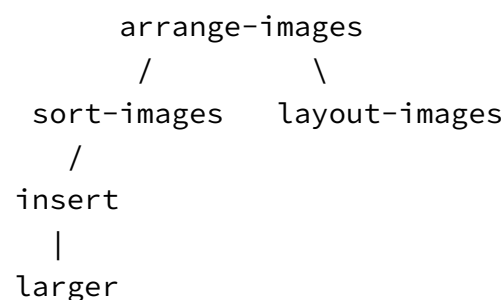 arrange-images
/ \
sort-images layout-images
/
insert
|
larger